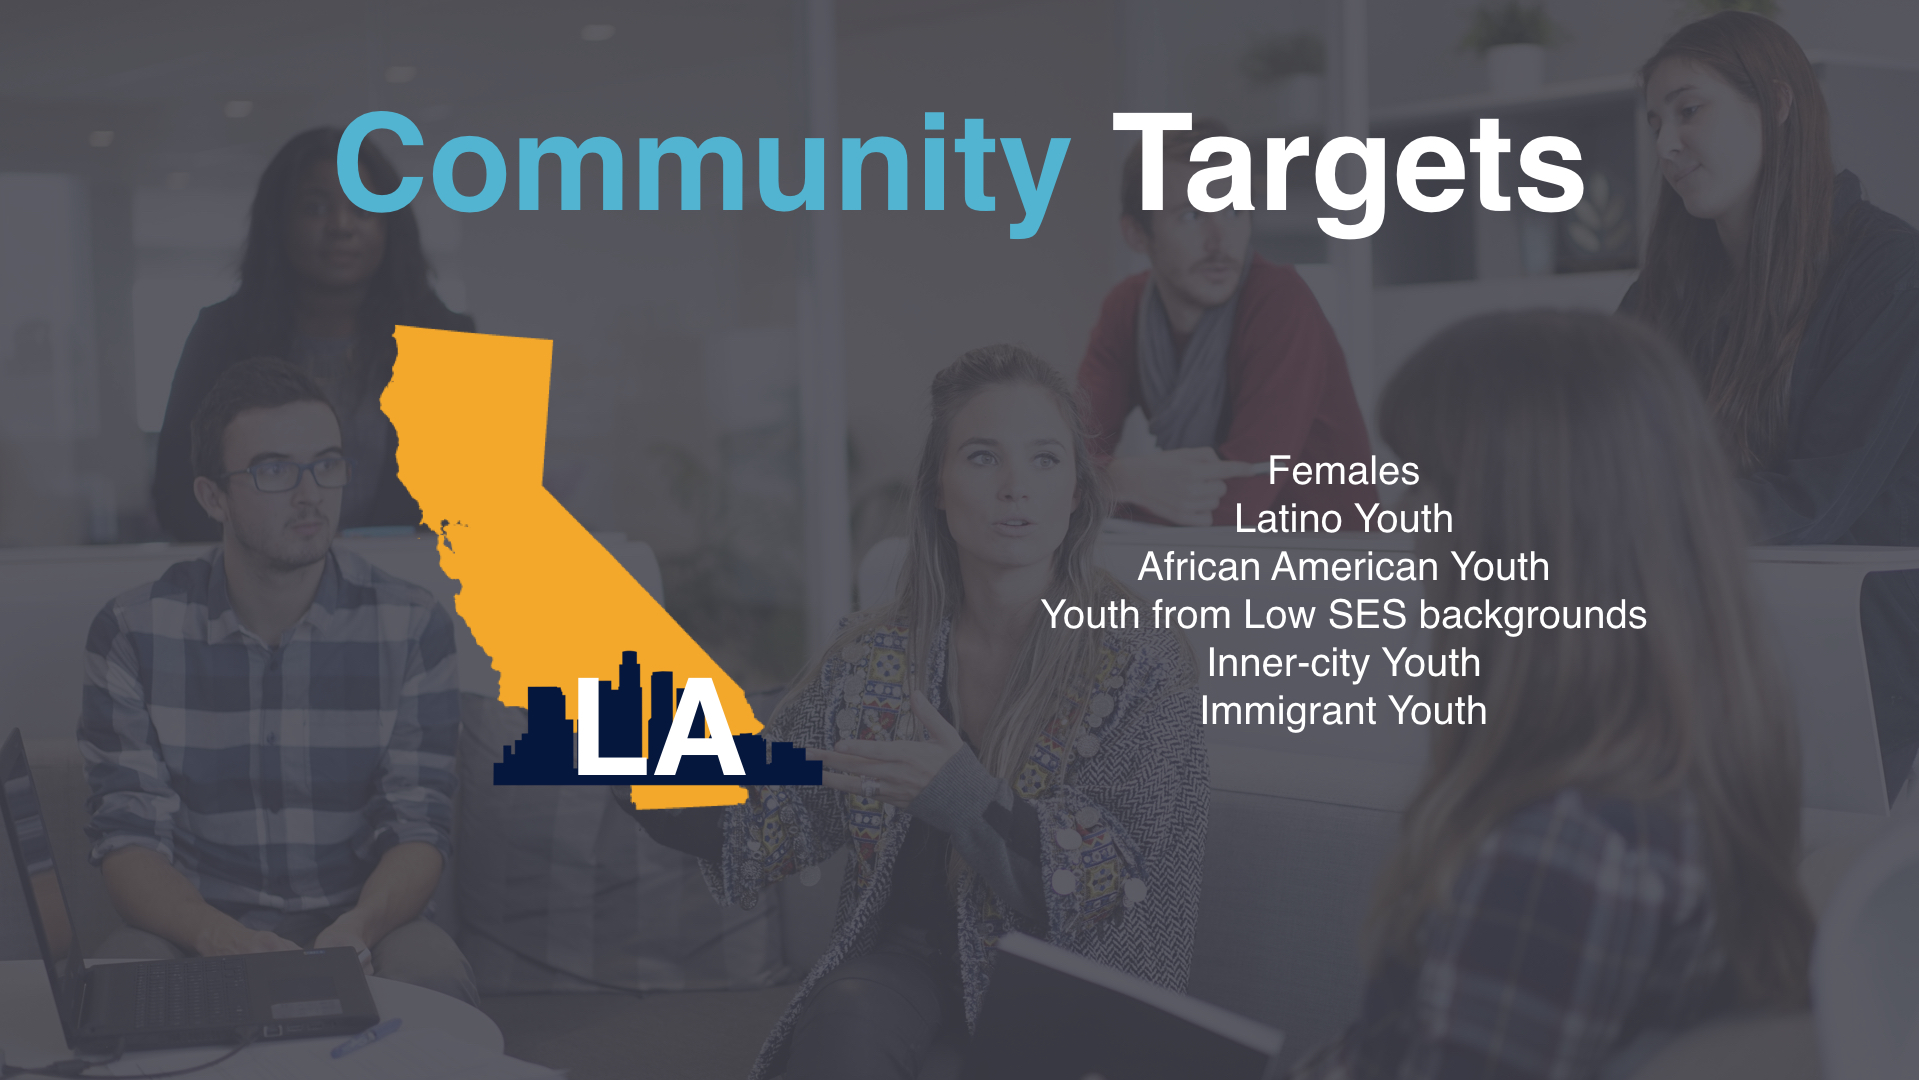 Community Targets
LA
Females
Latino Youth
African American Youth
Youth from Low SES backgrounds
Inner-city Youth
Immigrant Youth